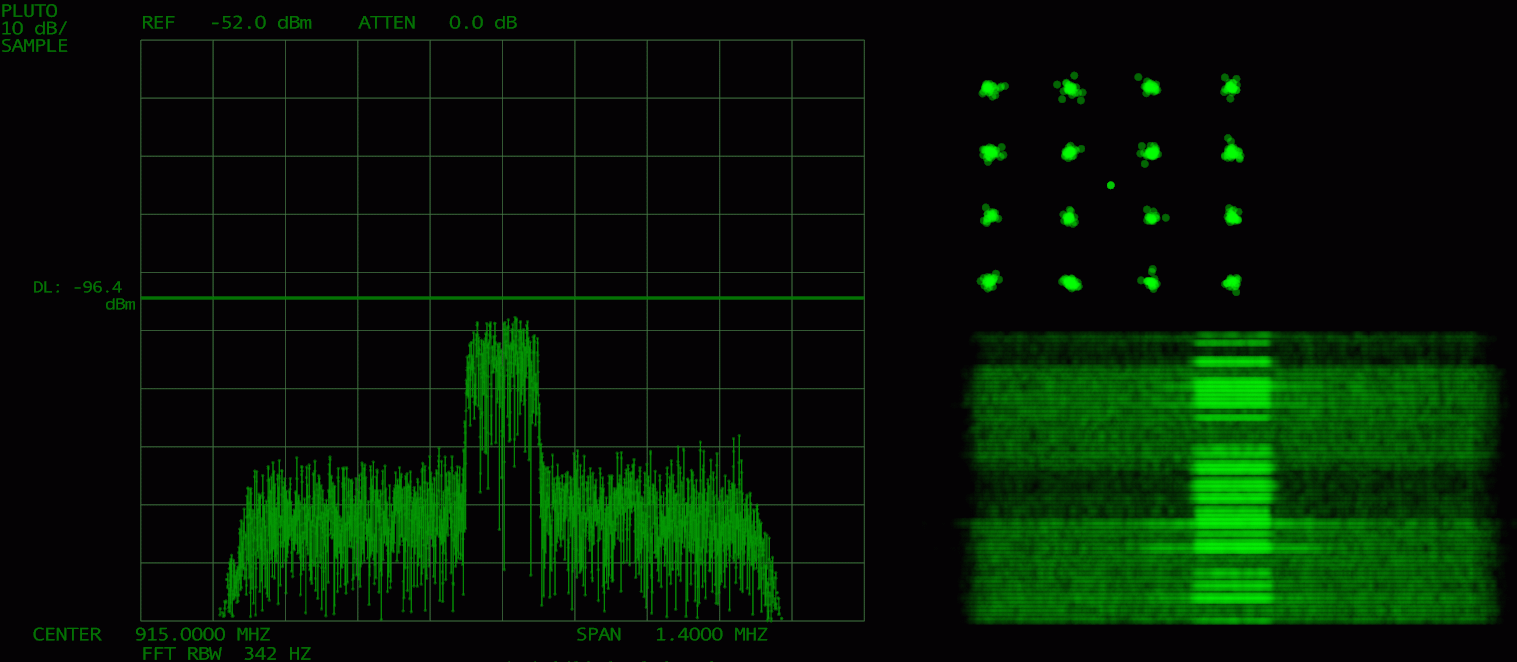 PLUTO
10 dB/
SAMPLE
REF -52.0 dBm ATTEN 0.0 dB
DL: -96.4
dBm
CENTER 915.0000 MHZ SPAN 1.4000 MHZ
FFT RBW 342 HZ